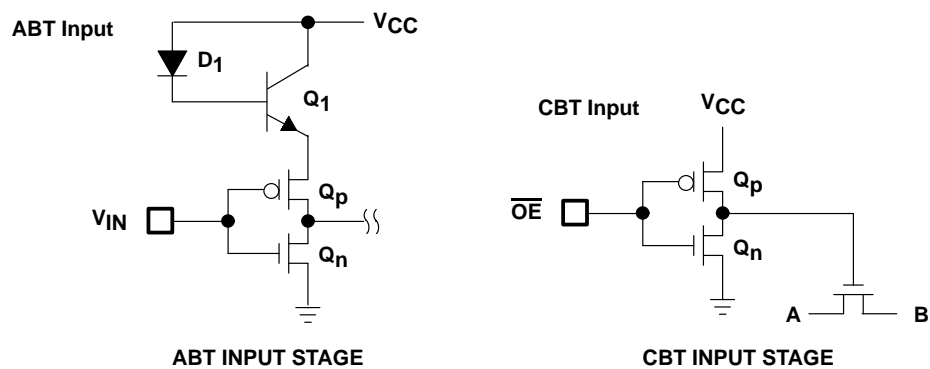 ABT Input
VCC
D1
Q1
Qp
VIN
Qn
ABT INPUT STAGE
CBT Input
VCC
Qp
OE
Qn
A
B
CBT INPUT STAGE